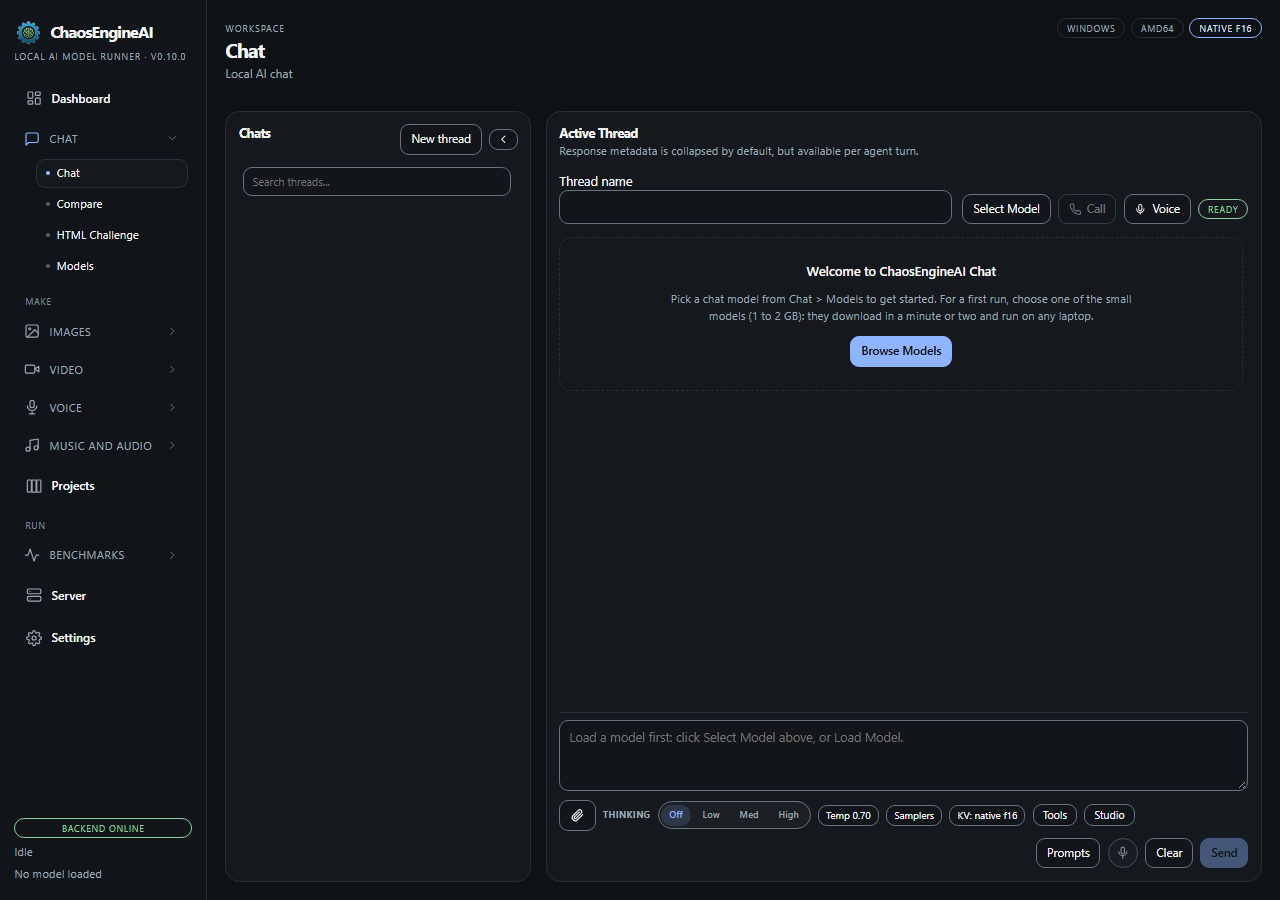 ChaosEngineAI
LOCAL AI MODEL RUNNER · V0.10.0
Dashboard
CHAT
Chat
Compare
HTML Challenge
Models
MAKE
IMAGES
VIDEO
VOICE
MUSIC AND AUDIO
Projects
RUN
BENCHMARKS
Server
Settings
BACKEND ONLINE
Idle
No model loaded
WORKSPACE
Chat
Local AI chat
WINDOWS
AMD64
NATIVE F16
Chats
New thread
Search threads...
Active Thread
Response metadata is collapsed by default, but available per agent turn.
Thread name
Select Model
Call
Voice
READY
Welcome to ChaosEngineAI Chat
Pick a chat model from Chat > Models to get started. For a first run, choose one of the small
models (1 to 2 GB): they download in a minute or two and run on any laptop.
Browse Models
Load a model first: click Select Model above, or Load Model.
THINKING
Off
Low
Med
High
Temp 0.70
Samplers
KV: native f16
Tools
Studio
Prompts
Clear
Send